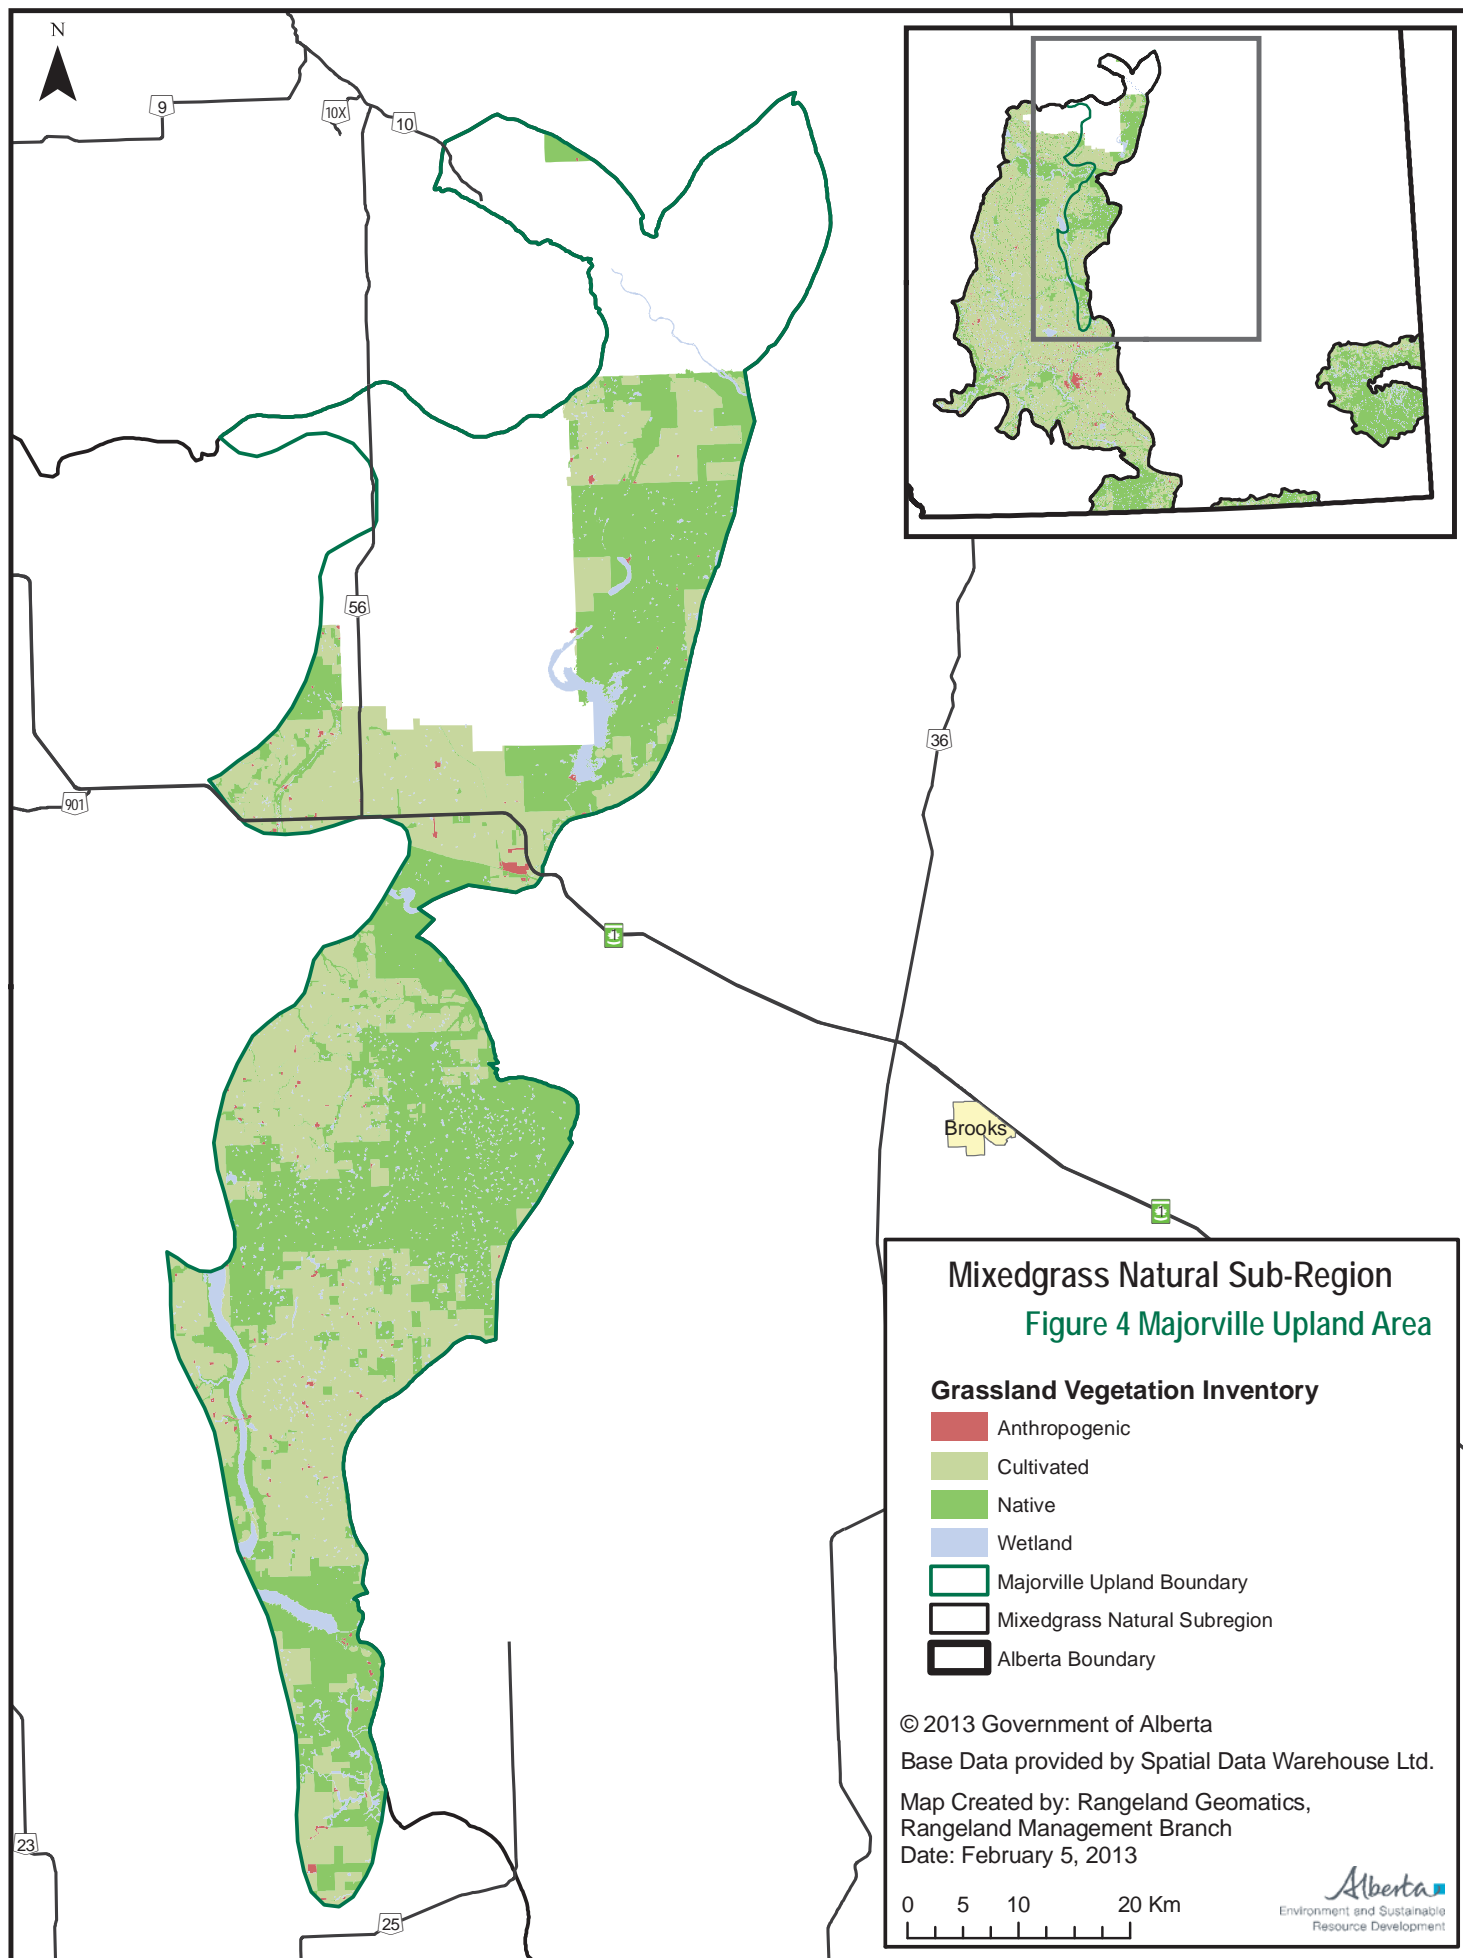 N
9
10X
10
56
901
36
1
Brooks
1
23
25
Mixedgrass Natural Sub-Region
Figure 4 Majorville Upland Area
Grassland Vegetation Inventory
Anthropogenic
Cultivated
Native
Wetland
Majorville Upland Boundary
Mixedgrass Natural Subregion
Alberta Boundary
© 2013 Government of Alberta
Base Data provided by Spatial Data Warehouse Ltd.
Map Created by: Rangeland Geomatics,
Rangeland Management Branch
Date: February 5, 2013
0 5 10 20 Km
Alberta
Environment and Sustainable
Resource Development